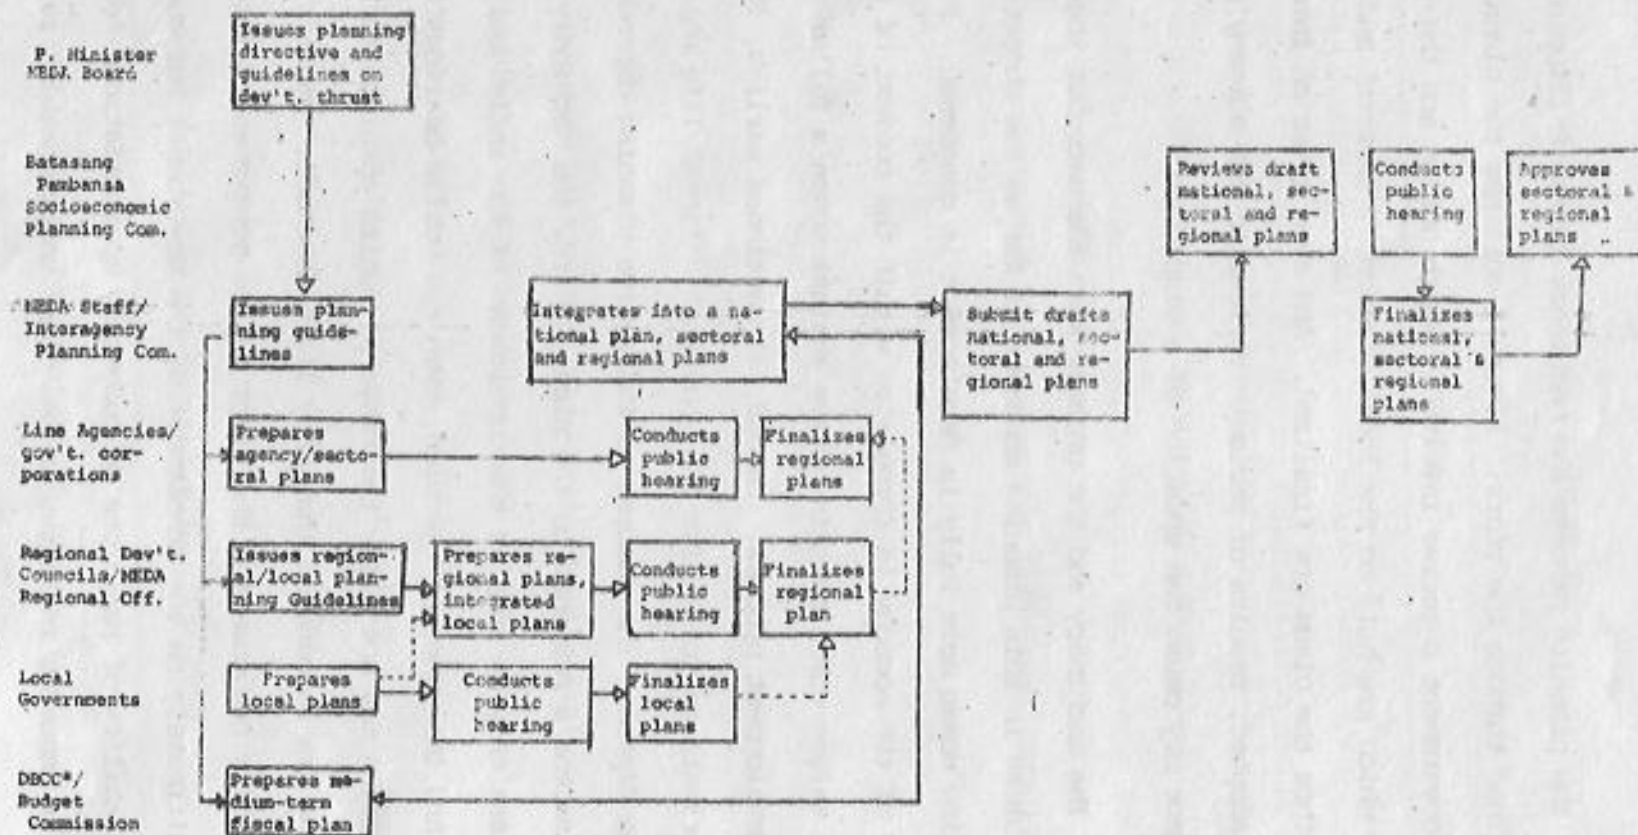 P. Minister
NEDA Board
Issues planning
directive and
guidelines on
dev't. thrust
Batasang
Pambansa
Socioeconomic
Planning Com.
Reviews draft
national, sec-
toral and re-
gional plans
Conducts
public
hearing
Approves
sectoral &
regional
plans
NEDA Staff/
Interagency
Planning Com.
Issues plan-
ning guide-
lines
Integrates into a na-
tional plan, sectoral
and regional plans
Submit drafts
national, sec-
toral and re-
gional plans
Finalizes
national,
sectoral &
regional
plans
Line Agencies/
gov't. cor-
porations
Prepares
agency/secto-
ral plans
Conducts
public
hearing
Finalizes
regional
plans
Regional Dev't.
Councils/NEDA
Regional Off.
Issues region-
al/local plan-
ning Guidelines
Prepares re-
gional plans,
integrated
local plans
Conducts
public
hearing
Finalizes
regional
plan
Local
Governments
Prepares
local plans
Conducts
public
hearing
Finalizes
local
plans
DBCC*/
Budget
Commission
Prepares me-
dium-term
fiscal plan